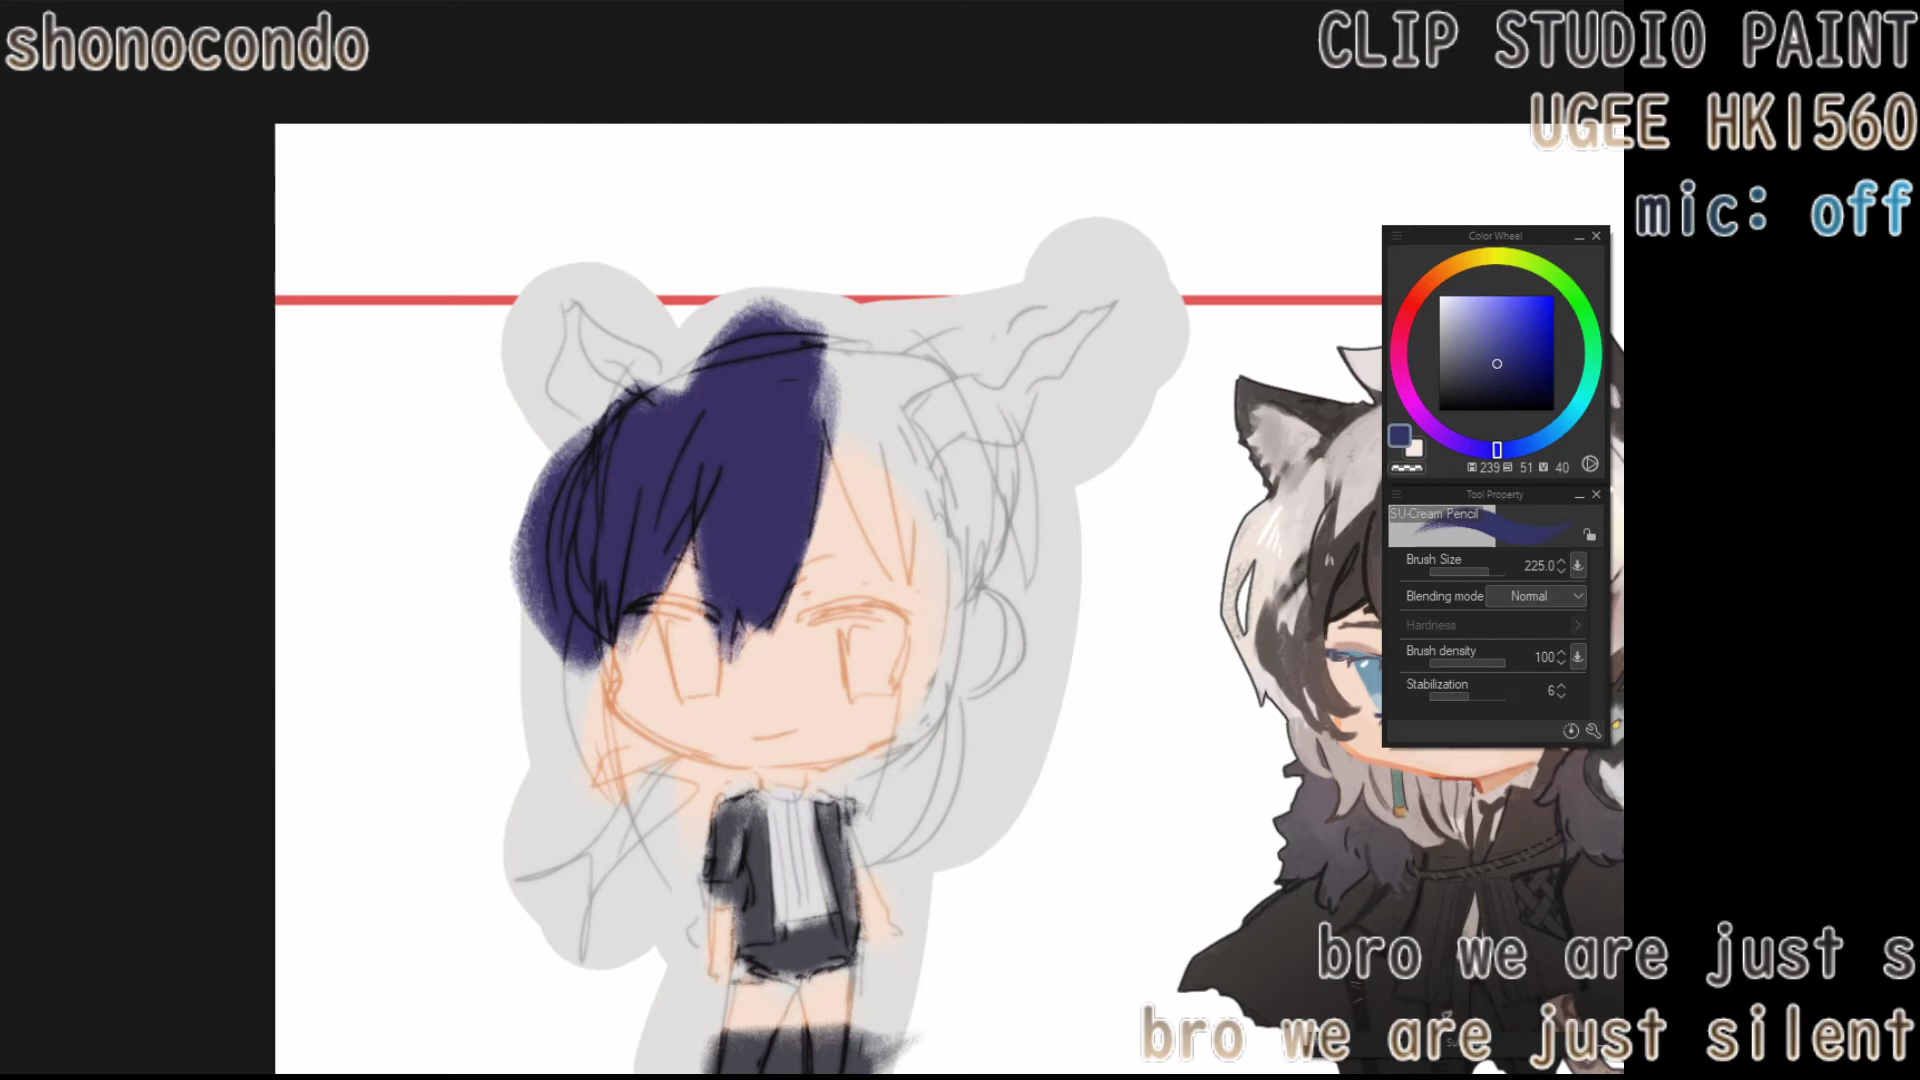 shonocondo
CLIP STUDIO PAINT
UGEE HK1560
mic: off
Color Wheel
H 239 S 51 V 40
Tool Property
SU-Cream Pencil
Brush Size 225.0
Blending mode Normal
Hardness
Brush density 100
Stabilization 6
bro we are just s
bro we are just silent